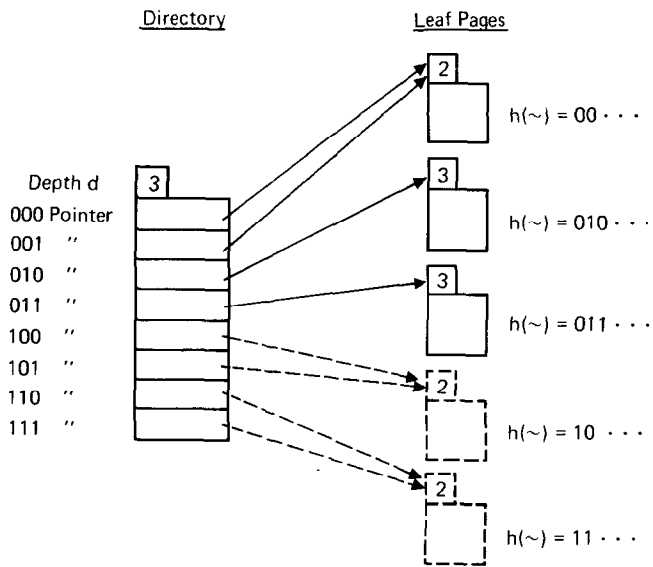 Directory
Leaf Pages
2
h(~) = 00 · · ·
Depth d
3
000 Pointer
001 "
010 "
011 "
100 "
101 "
110 "
111 "
3
h(~) = 010 · · ·
3
h(~) = 011 · · ·
2
h(~) = 10 · · ·
2
h(~) = 11 · · ·